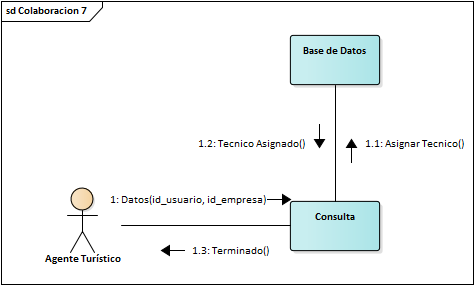 sd Colaboracion 7
Base de Datos
1.2: Tecnico Asignado()
1.1: Asignar Tecnico()
1: Datos(id_usuario, id_empresa)
Consulta
1.3: Terminado()
Agente Turístico